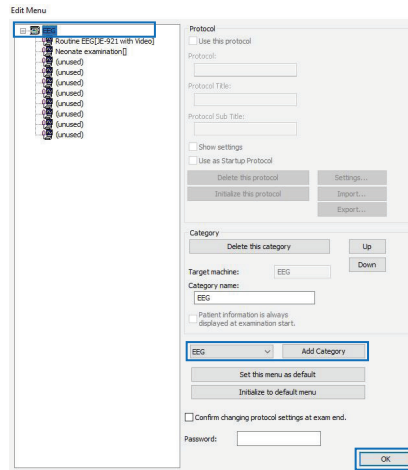 Edit Menu
EEG
Routine EEG[JE-921 with Video]
Neonate examination[]
(unused)
(unused)
(unused)
(unused)
(unused)
(unused)
(unused)
(unused)
Protocol
Use this protocol
Protocol:
Protocol Title:
Protocol Sub Title:
Show settings
Use as Startup Protocol
Delete this protocol
Settings...
Initialize this protocol
Import...
Export...
Category
Delete this category
Up
Down
Target machine:
EEG
Category name:
EEG
Patient information is always
displayed at examination start.
EEG
Add Category
Set this menu as default
Initialize to default menu
Confirm changing protocol settings at exam end.
Password:
OK